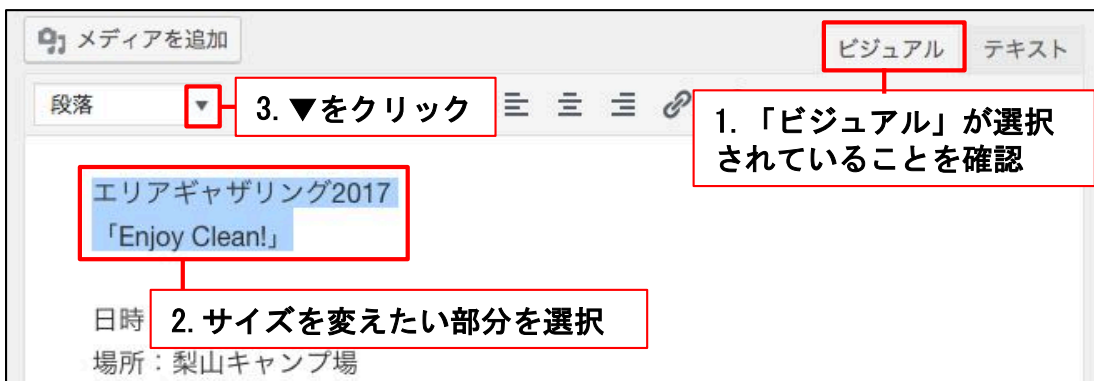 メディアを追加
ビジュアル テキスト
段落 ▼
3. ▼をクリック
1. 「ビジュアル」が選択
されていることを確認
エリアギャザリング2017
「Enjoy Clean!」
日時
2. サイズを変えたい部分を選択
場所：梨山キャンプ場